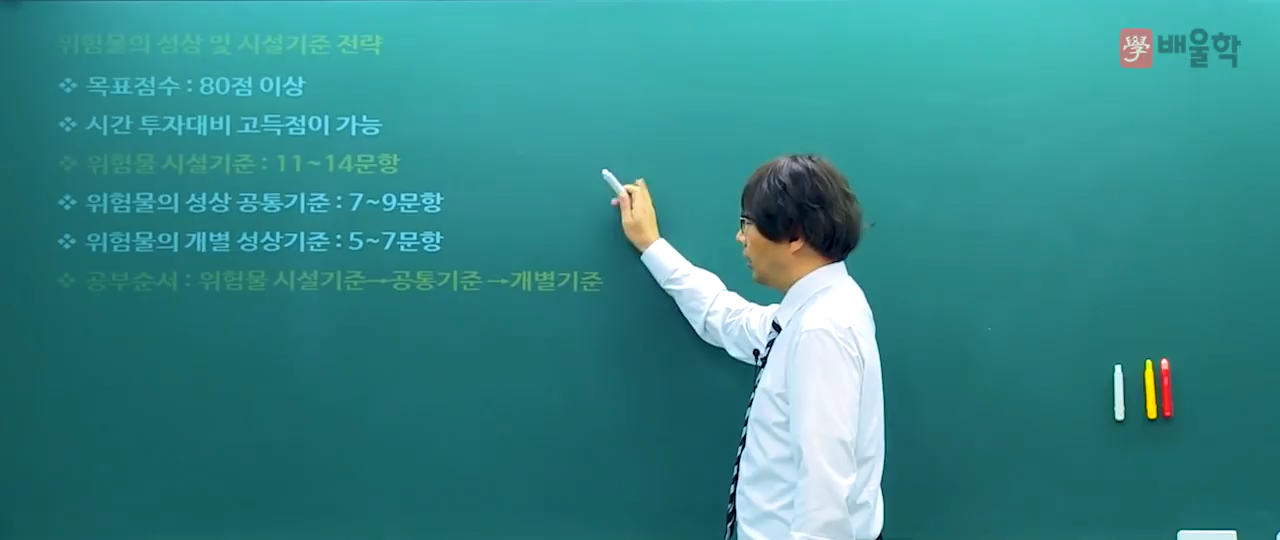 위험물의 성상 및 시설기준 전략
學 배울학
❖ 목표점수 : 80점 이상
❖ 시간 투자대비 고득점이 가능
❖ 위험물 시설기준 : 11~14문항
❖ 위험물의 성상 공통기준 : 7~9문항
❖ 위험물의 개별 성상기준 : 5~7문항
❖ 공부순서 : 위험물 시설기준→공통기준→개별기준